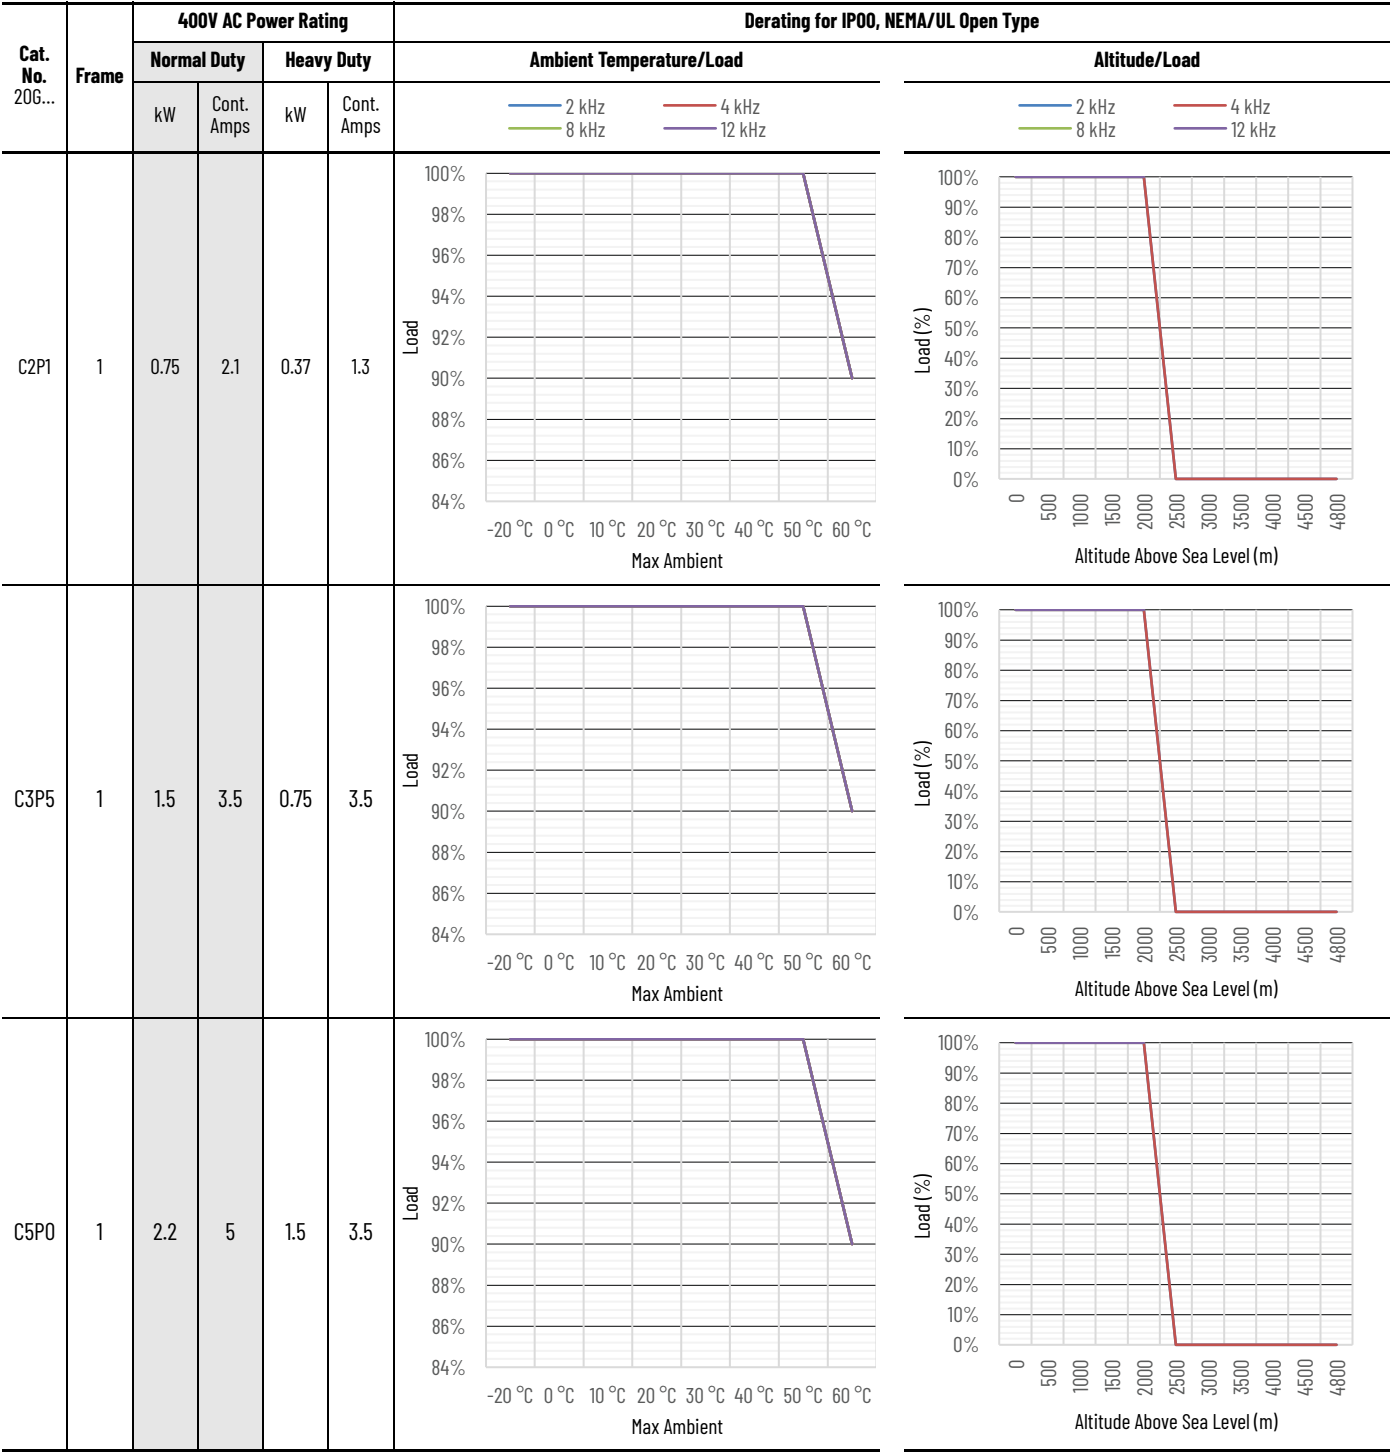 400V AC Power Rating
Derating for IP00, NEMA/UL Open Type
Cat.
No.
20G...
Frame
Normal Duty
Heavy Duty
Ambient Temperature/Load
Altitude/Load
kW
Cont.
Amps
kW
Cont.
Amps
2 kHz 4 kHz
8 kHz 12 kHz
2 kHz 4 kHz
8 kHz 12 kHz
C2P1 1 0.75 2.1 0.37 1.3
Load
100%
98%
96%
94%
92%
90%
88%
86%
84%
-20 °C 0 °C 10 °C 20 °C 30 °C 40 °C 50 °C 60 °C
Max Ambient
Load (%)
100%
90%
80%
70%
60%
50%
40%
30%
20%
10%
0%
0 500 1000 1500 2000 2500 3000 3500 4000 4500 4800
Altitude Above Sea Level (m)
C3P5 1 1.5 3.5 0.75 3.5
Load
100%
98%
96%
94%
92%
90%
88%
86%
84%
-20 °C 0 °C 10 °C 20 °C 30 °C 40 °C 50 °C 60 °C
Max Ambient
Load (%)
100%
90%
80%
70%
60%
50%
40%
30%
20%
10%
0%
0 500 1000 1500 2000 2500 3000 3500 4000 4500 4800
Altitude Above Sea Level (m)
C5P0 1 2.2 5 1.5 3.5
Load
100%
98%
96%
94%
92%
90%
88%
86%
84%
-20 °C 0 °C 10 °C 20 °C 30 °C 40 °C 50 °C 60 °C
Max Ambient
Load (%)
100%
90%
80%
70%
60%
50%
40%
30%
20%
10%
0%
0 500 1000 1500 2000 2500 3000 3500 4000 4500 4800
Altitude Above Sea Level (m)